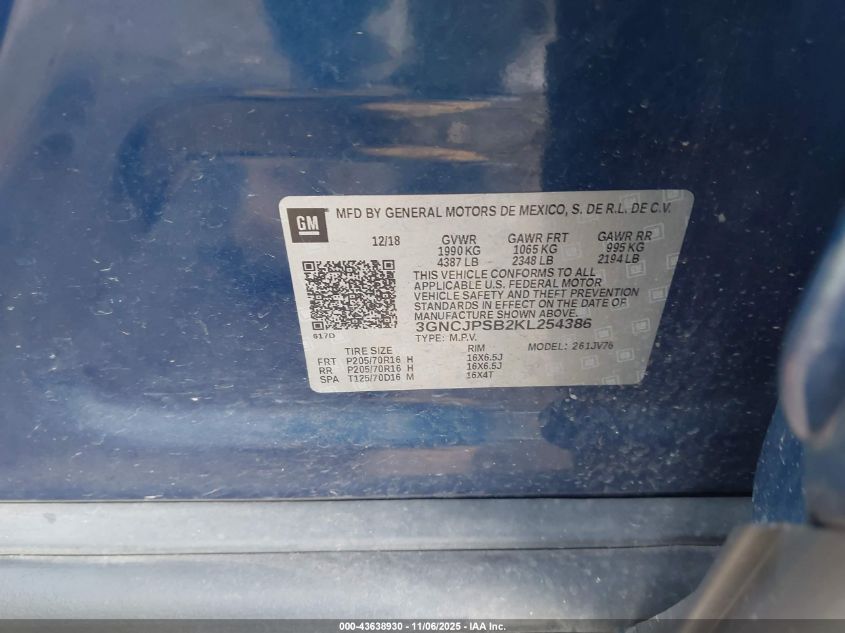 GM MFD BY GENERAL MOTORS DE MEXICO, S. DE R.L. DE C.V.
12/18 GVWR GAWR FRT GAWR RR
1990 KG 1065 KG 995 KG
4387 LB 2348 LB 2194 LB
THIS VEHICLE CONFORMS TO ALL
APPLICABLE U.S. FEDERAL MOTOR
VEHICLE SAFETY AND THEFT PREVENTION
STANDARDS IN EFFECT ON THE DATE OF
MANUFACTURE SHOWN ABOVE.
3GNCJPSB2KL254386
617D TYPE: M.P.V. MODEL: 261JV76
TIRE SIZE RIM
FRT P205/70R16 H 16X6.5J
RR P205/70R16 H 16X6.5J
SPA T125/70D16 M 16X4T
000-43638930 - 11/06/2025 - IAA Inc.